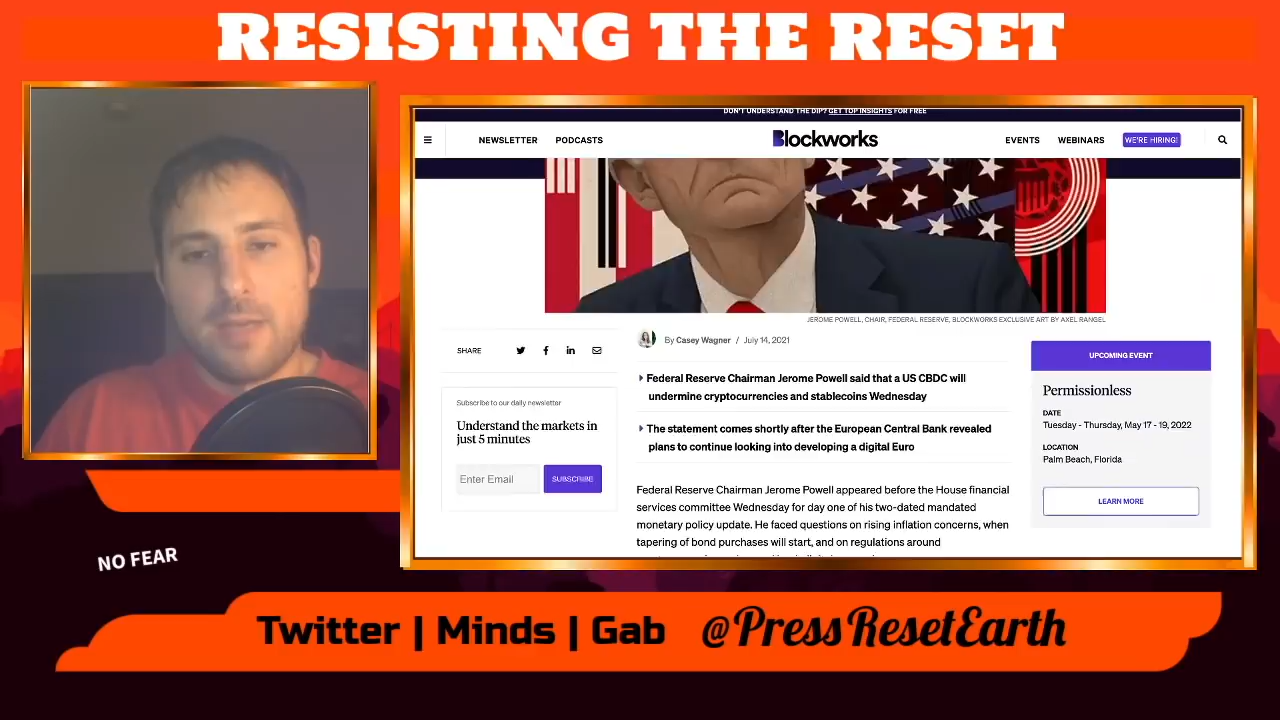 RESISTING THE RESET
DON'T UNDERSTAND THE DIP? GET TOP INSIGHTS FOR FREE
NEWSLETTER PODCASTS Blockworks EVENTS WEBINARS WE'RE HIRING!
JEROME POWELL, CHAIR, FEDERAL RESERVE, BLOCKWORKS EXCLUSIVE ART BY AXEL RANGEL
SHARE
Subscribe to our daily newsletter
Understand the markets in
just 5 minutes
Enter Email SUBSCRIBE
By Casey Wagner / July 14, 2021
Federal Reserve Chairman Jerome Powell said that a US CBDC will
undermine cryptocurrencies and stablecoins Wednesday
The statement comes shortly after the European Central Bank revealed
plans to continue looking into developing a digital Euro
Federal Reserve Chairman Jerome Powell appeared before the House financial
services committee Wednesday for day one of his two-dated mandated
monetary policy update. He faced questions on rising inflation concerns, when
tapering of bond purchases will start, and on regulations around
UPCOMING EVENT
Permissionless
DATE
Tuesday - Thursday, May 17 - 19, 2022
LOCATION
Palm Beach, Florida
LEARN MORE
NO FEAR
Twitter | Minds | Gab @PressResetEarth